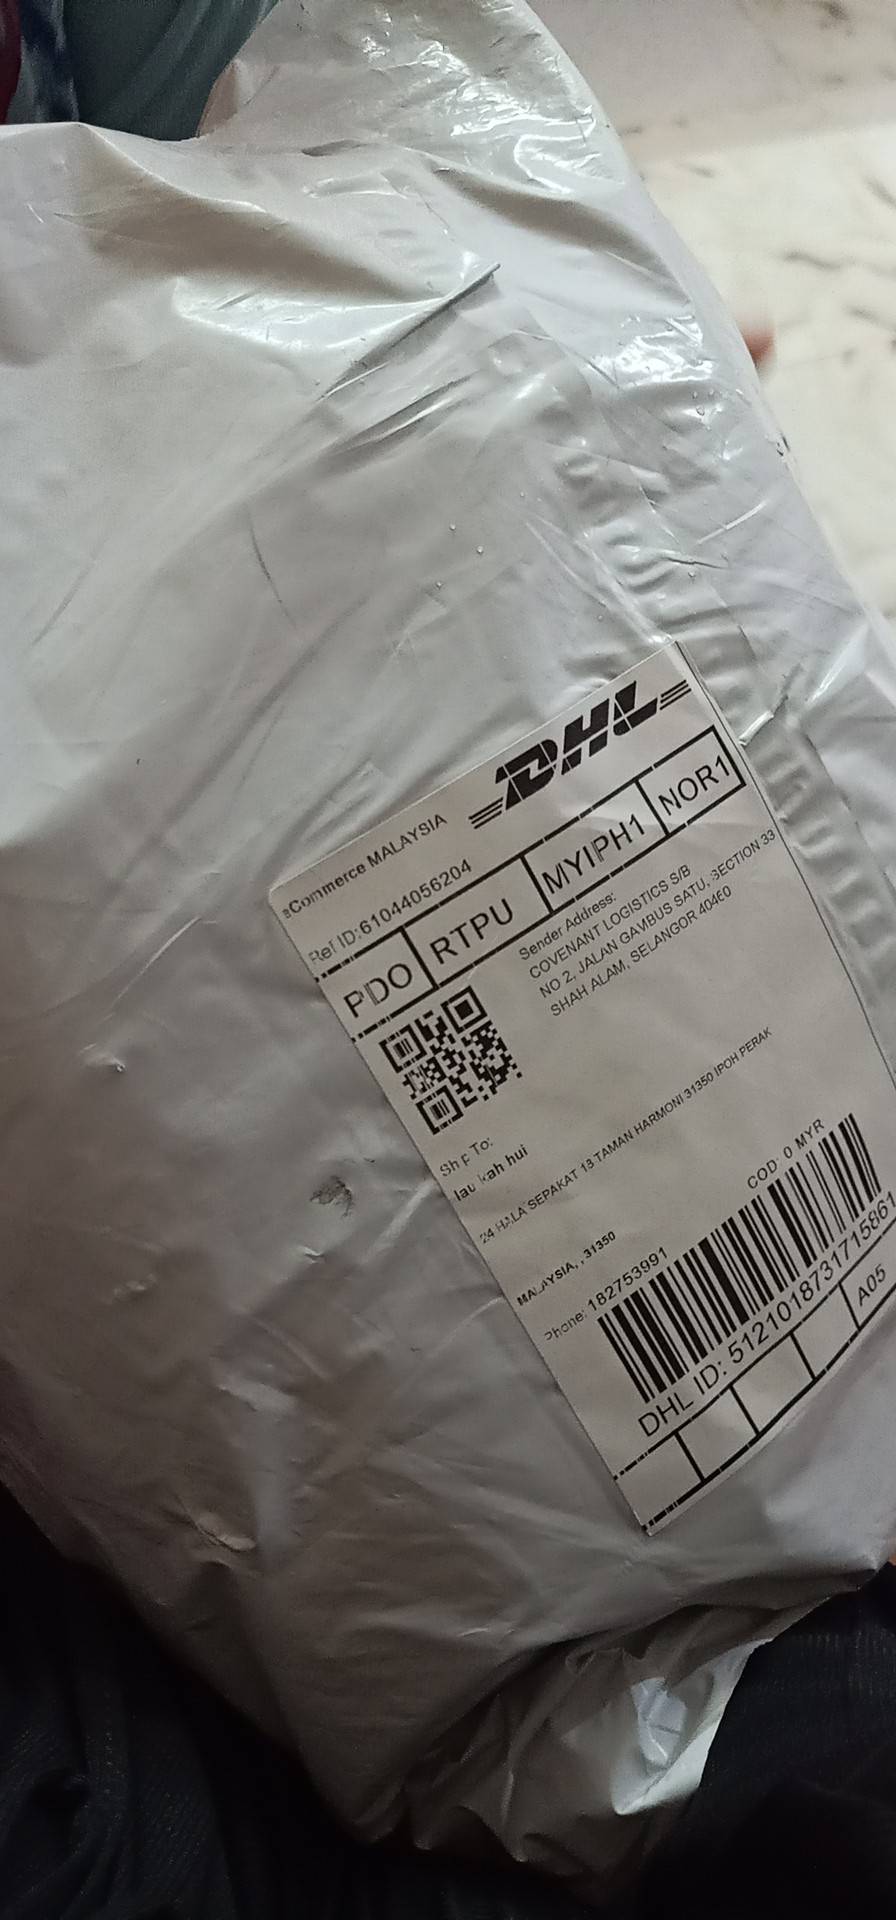 DHL
eCommerce MALAYSIA
Ref ID:61044056204
PDO RTPU MYIPH1 NOR1
Sender Address:
COVENANT LOGISTICS S/B
NO 2, JALAN GAMBUS SATU, SECTION 33
SHAH ALAM, SELANGOR 40460
Ship To:
lau kah hui
24 HALA SEPAKAT 13 TAMAN HARMONI 31350 IPOH PERAK
MALAYSIA, , 31350
Phone: 182753991
COD: 0 MYR
DHL ID: 5121018731715861
A05